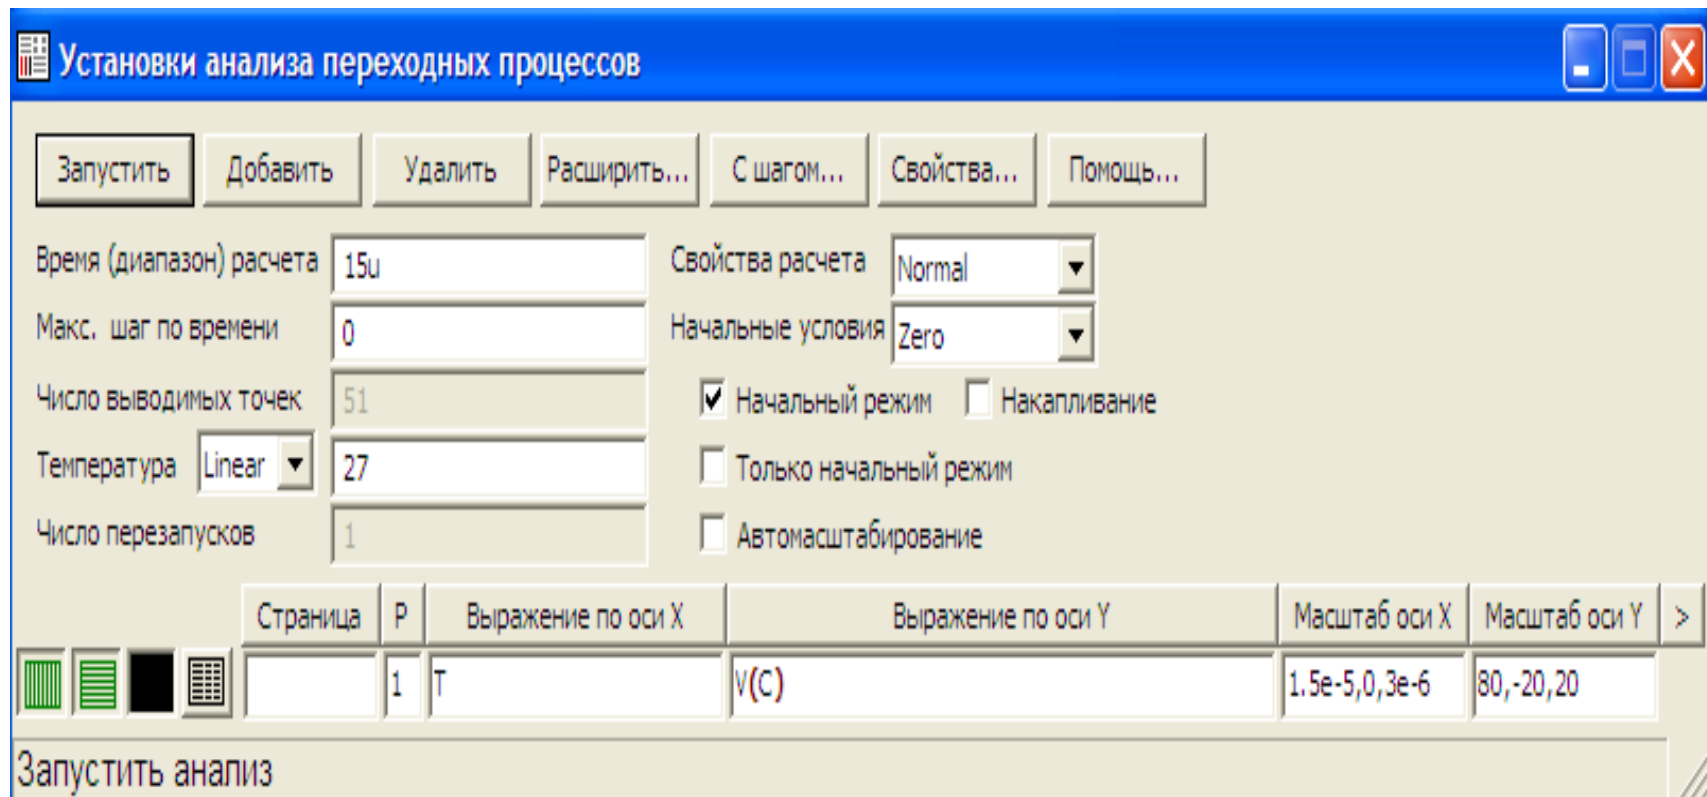 Установки анализа переходных процессов
Запустить Добавить Удалить Расширить... С шагом... Свойства... Помощь...
Время (диапазон) расчета 15u Свойства расчета Normal
Макс. шаг по времени 0 Начальные условия Zero
Число выводимых точек 51 Начальный режим Накапливание
Температура Linear 27 Только начальный режим
Число перезапусков 1 Автомасштабирование
Страница P Выражение по оси X Выражение по оси Y Масштаб оси X Масштаб оси Y >
1 T V(C) 1.5e-5,0,3e-6 80,-20,20
Запустить анализ